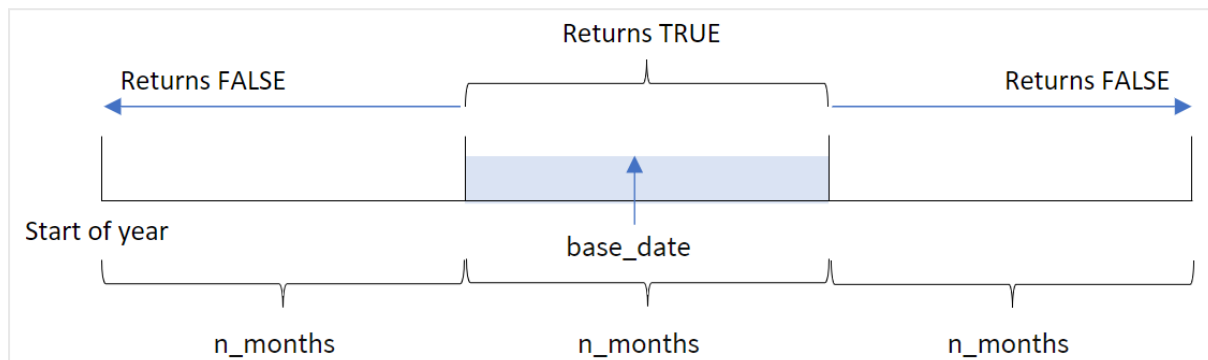 Returns TRUE
Returns FALSE
Returns FALSE
Start of year
base_date
n_months
n_months
n_months